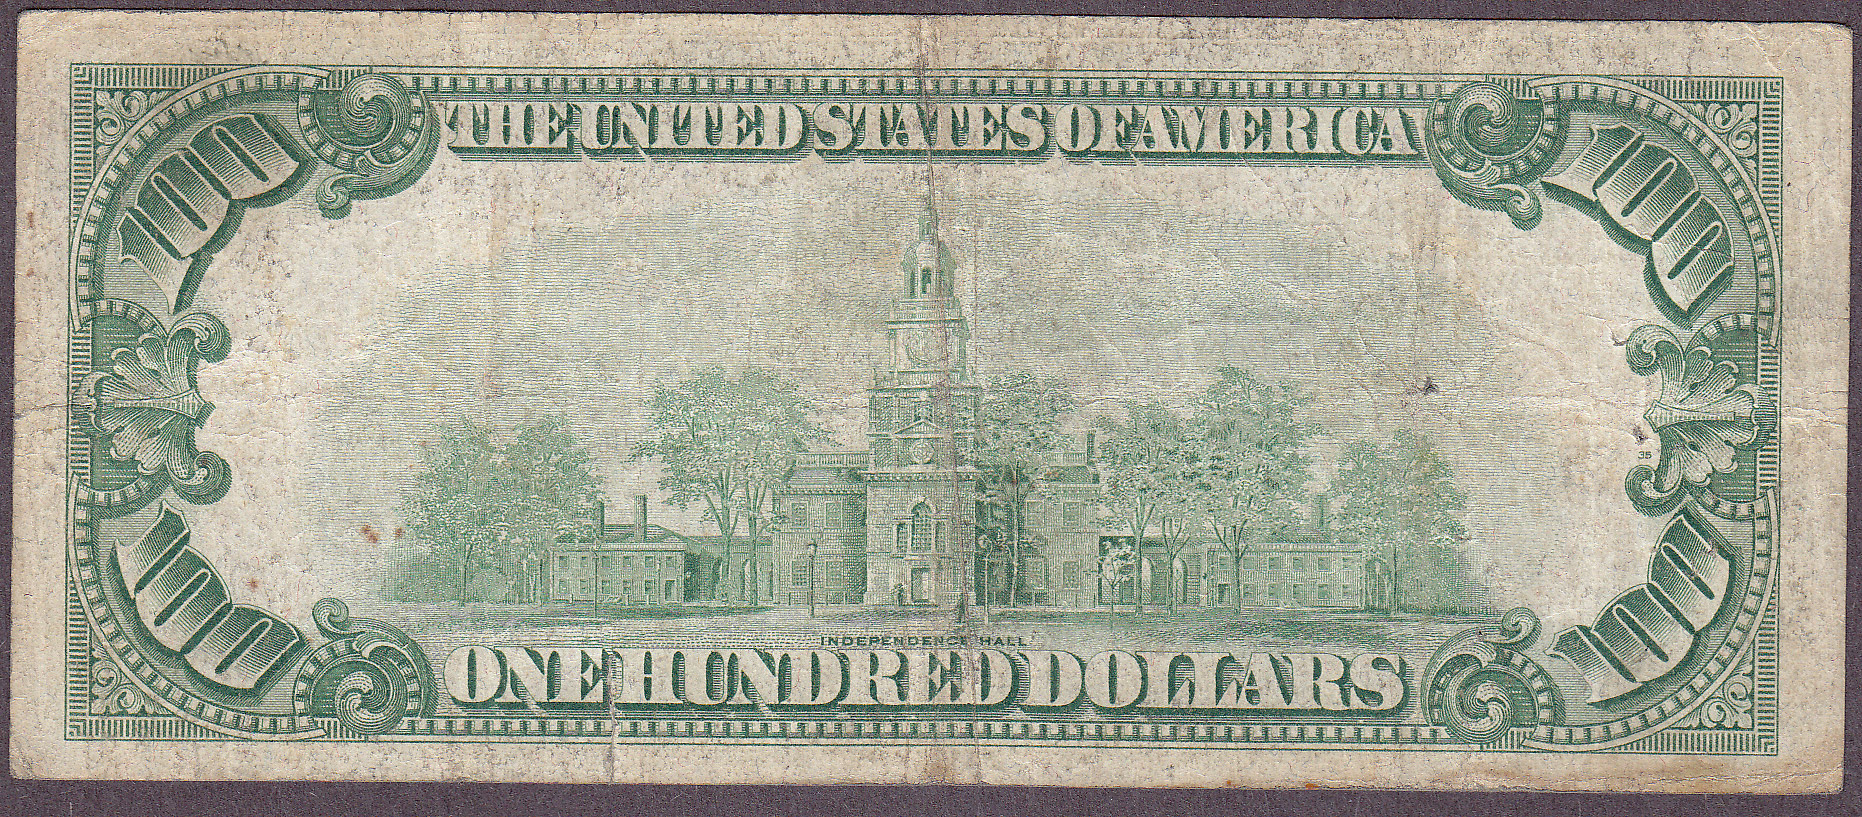 100 THE UNITED STATES OF AMERICA 100
35
INDEPENDENCE HALL
100 ONE HUNDRED DOLLARS 100